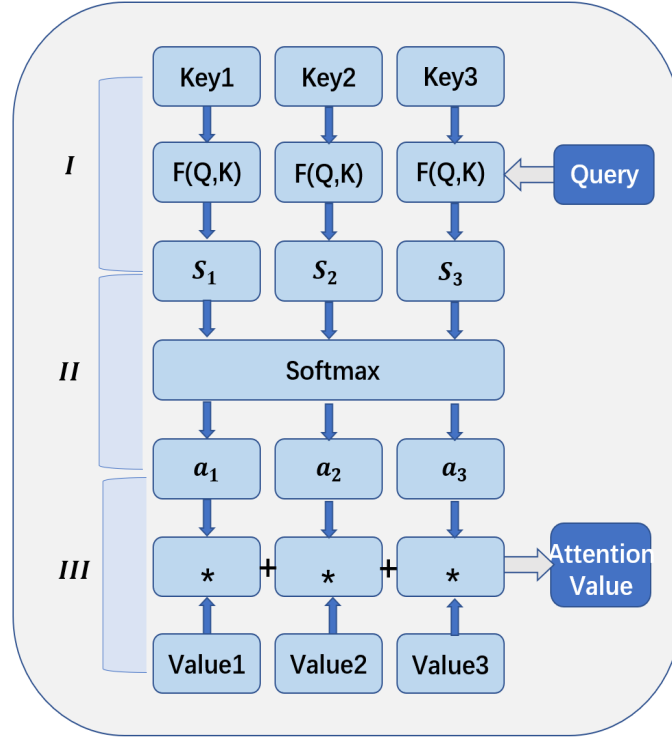 Key1 Key2 Key3
I
F(Q,K) F(Q,K) F(Q,K) Query
S₁ S₂ S₃
II
Softmax
a₁ a₂ a₃
III
* + * + *
Attention
Value
Value1 Value2 Value3